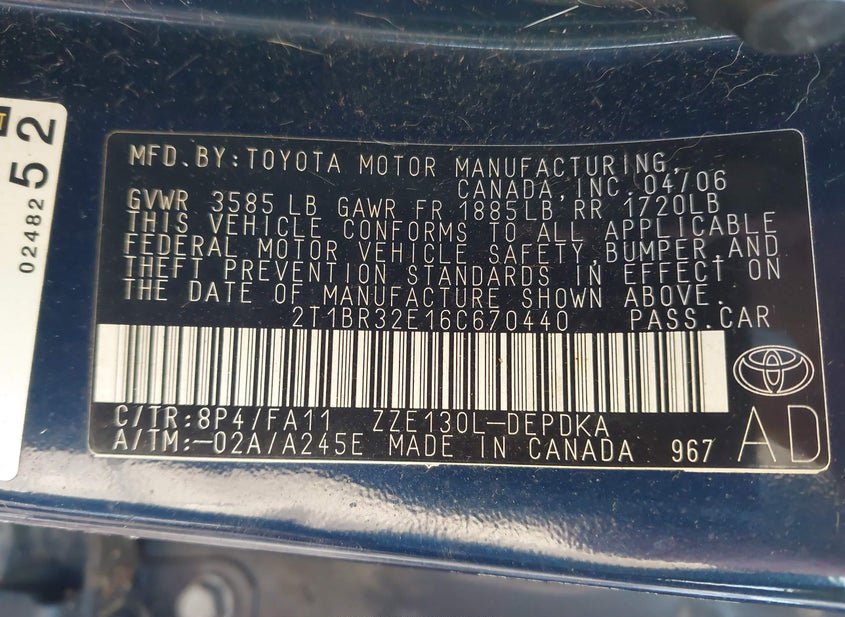 MFD.BY:TOYOTA MOTOR MANUFACTURING,
CANADA,INC.04/06
GVWR 3585LB GAWR FR 1885LB RR 1720LB
THIS VEHICLE CONFORMS TO ALL APPLICABLE
FEDERAL MOTOR VEHICLE SAFETY,BUMPER,AND
THEFT PREVENTION STANDARDS IN EFFECT ON
THE DATE OF MANUFACTURE SHOWN ABOVE.
2T1BR32E16C670440 PASS.CAR
C/TR:8P4/FA11 ZZE130L-DEPDKA
A/TM:-02A/A245E MADE IN CANADA 967
AD
52
02482